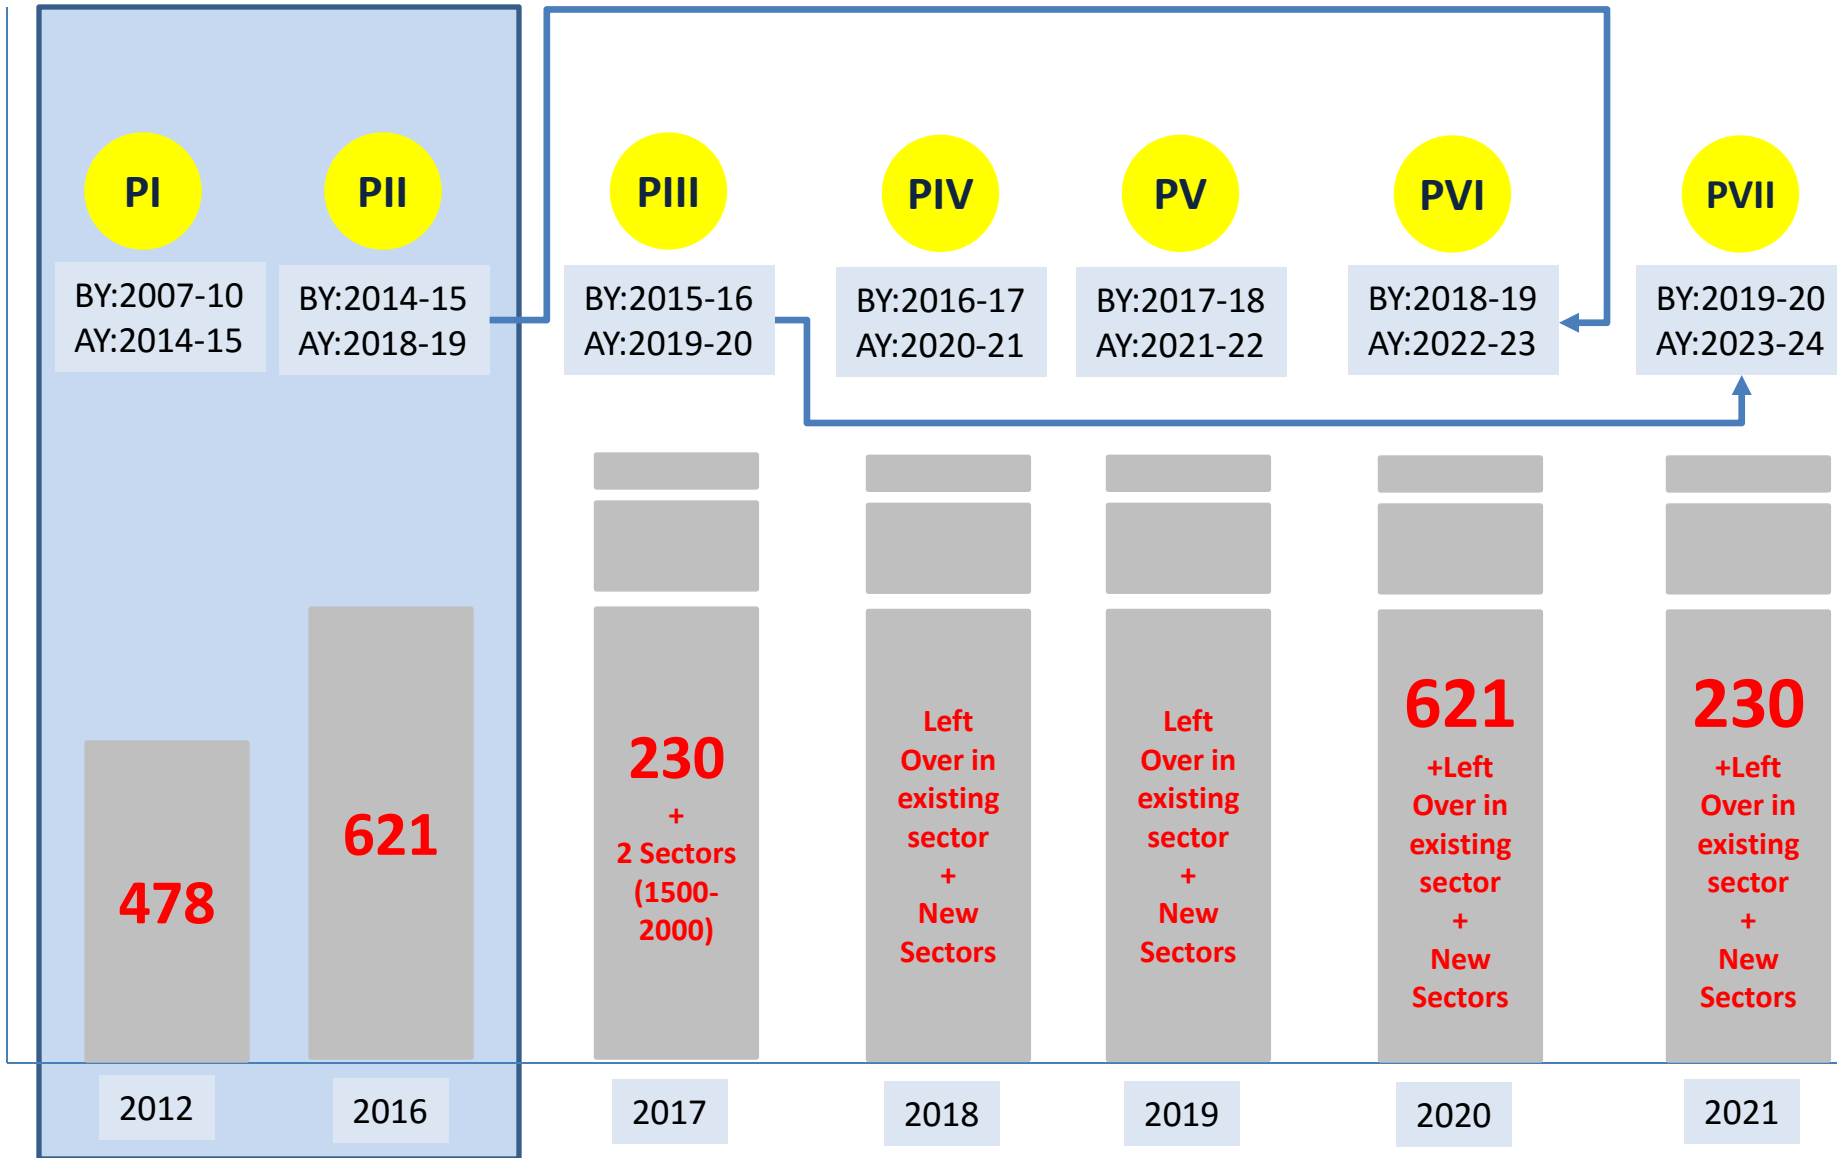 PI
PII
PIII
PIV
PV
PVI
PVII
BY:2007-10
AY:2014-15
BY:2014-15
AY:2018-19
BY:2015-16
AY:2019-20
BY:2016-17
AY:2020-21
BY:2017-18
AY:2021-22
BY:2018-19
AY:2022-23
BY:2019-20
AY:2023-24
478
621
230
+
2 Sectors
(1500-
2000)
Left
Over in
existing
sector
+
New
Sectors
Left
Over in
existing
sector
+
New
Sectors
621
+Left
Over in
existing
sector
+
New
Sectors
230
+Left
Over in
existing
sector
+
New
Sectors
2012
2016
2017
2018
2019
2020
2021